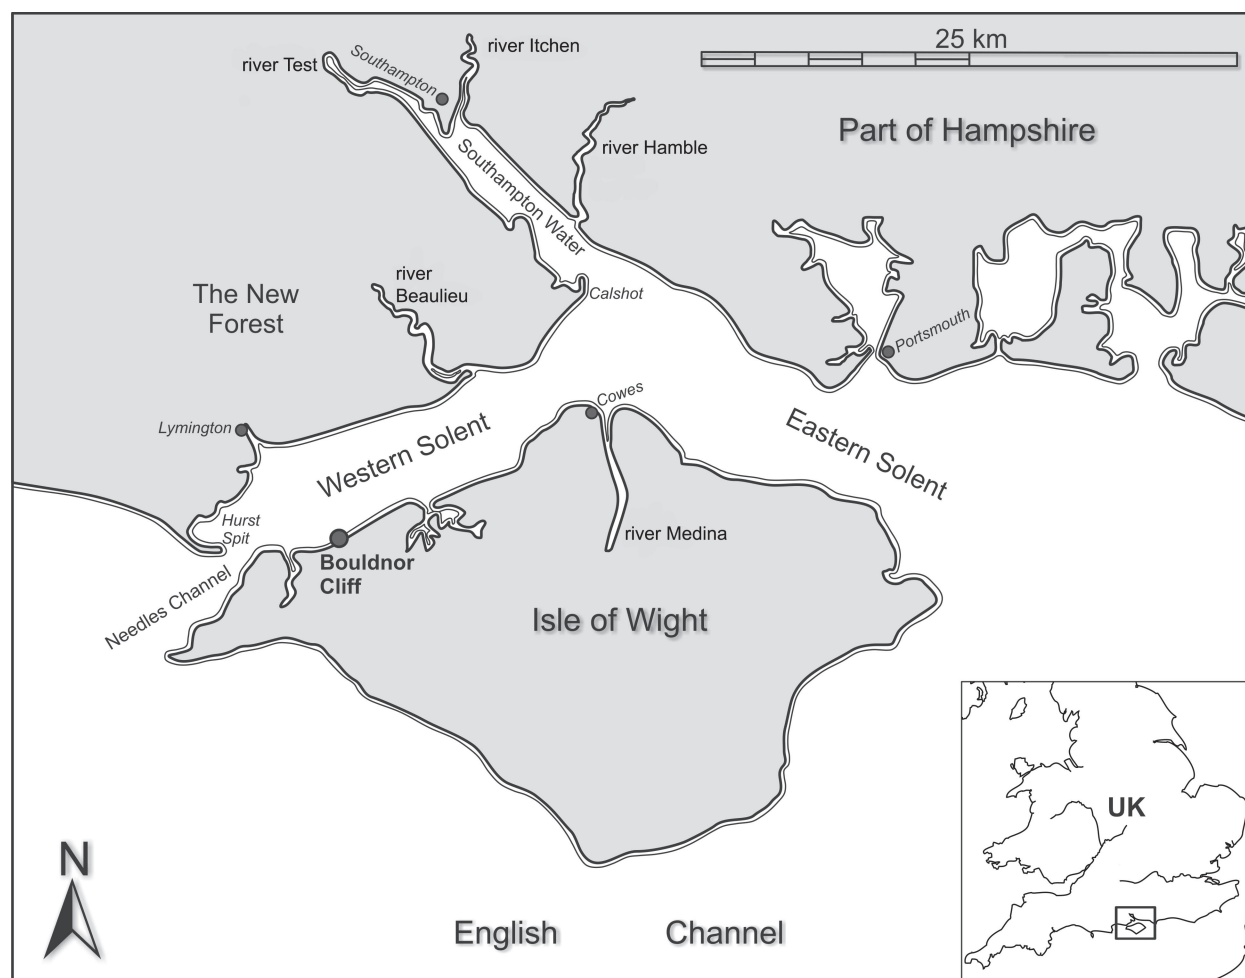 river Itchen
river Test
Southampton
25 km
Part of Hampshire
river Hamble
Southampton Water
river
Beaulieu
The New
Forest
Calshot
Portsmouth
Cowes
Lymington
Western Solent
Eastern Solent
Hurst
Spit
river Medina
Bouldnor
Cliff
Needles Channel
Isle of Wight
UK
N
English Channel